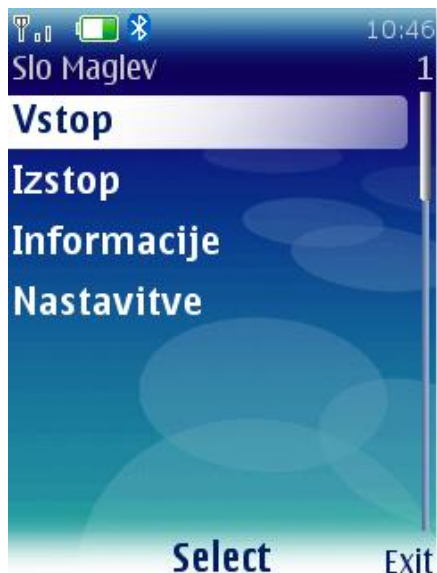 10:46
Slo Maglev 1
Vstop
Izstop
Informacije
Nastavitve
Select Exit